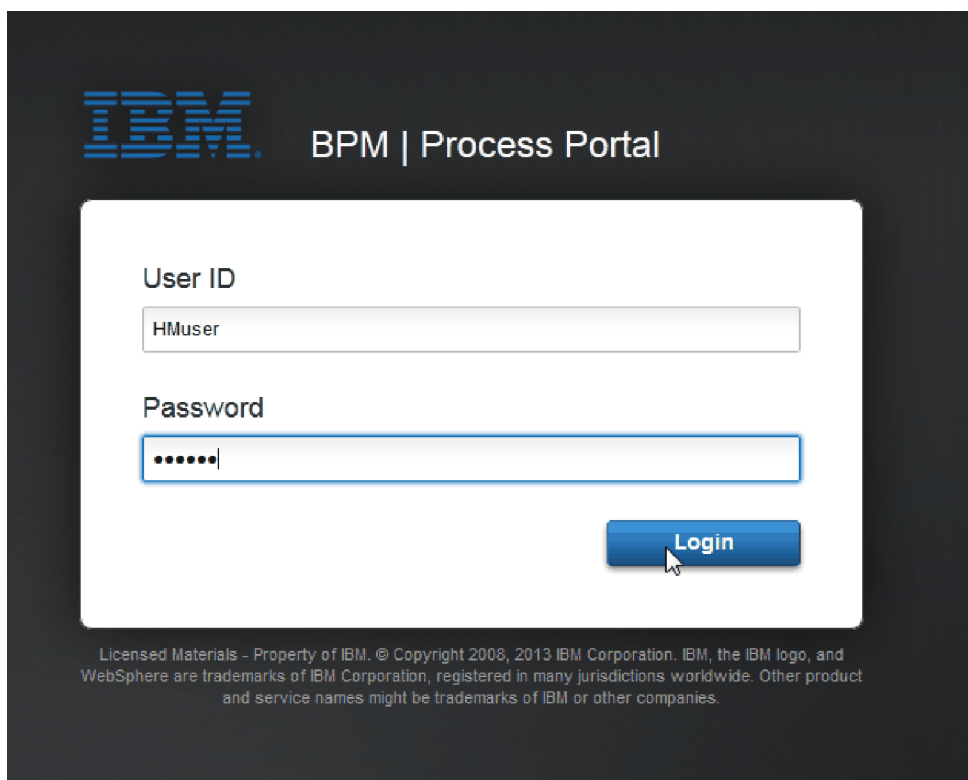 IBM.
BPM | Process Portal
User ID
HMuser
Password
••••••
Login
Licensed Materials - Property of IBM. © Copyright 2008, 2013 IBM Corporation. IBM, the IBM logo, and
WebSphere are trademarks of IBM Corporation, registered in many jurisdictions worldwide. Other product
and service names might be trademarks of IBM or other companies.